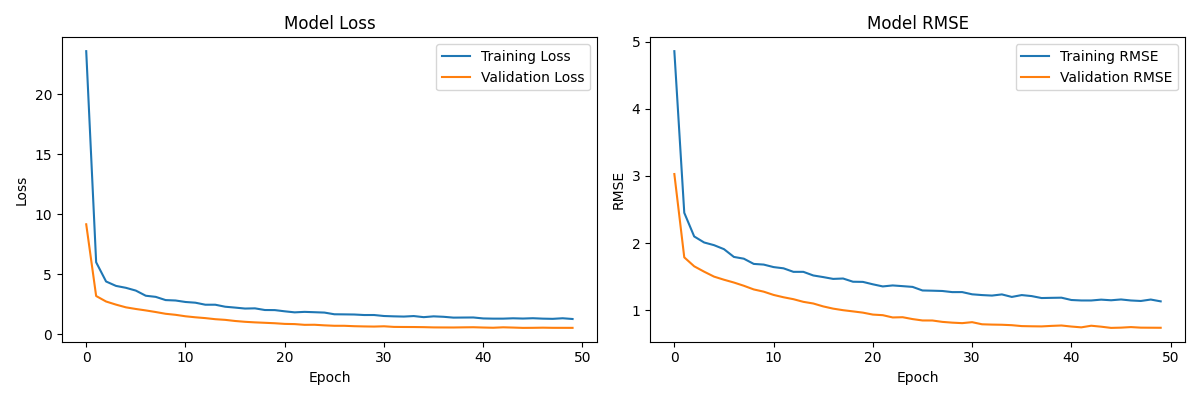 Model Loss
Training Loss
Validation Loss
Loss
20
15
10
5
0
0 10 20 30 40 50
Epoch
Model RMSE
Training RMSE
Validation RMSE
RMSE
5
4
3
2
1
0 10 20 30 40 50
Epoch